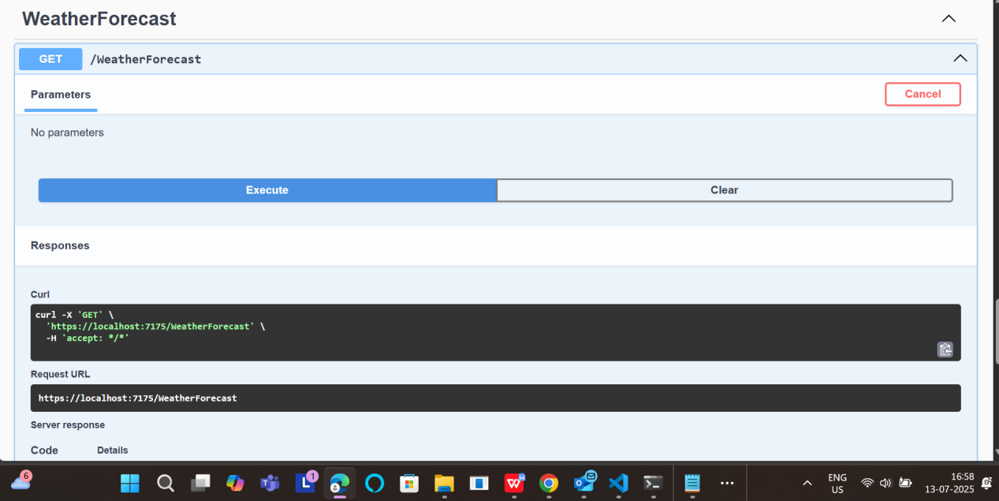 WeatherForecast
GET /WeatherForecast
Parameters
Cancel
No parameters
Execute
Clear
Responses
Curl
curl -X 'GET' \
'https://localhost:7175/WeatherForecast' \
-H 'accept: */*'
Request URL
https://localhost:7175/WeatherForecast
Server response
Code Details
6
T
L
1
W
W
ENG
US
16:58
13-07-2025